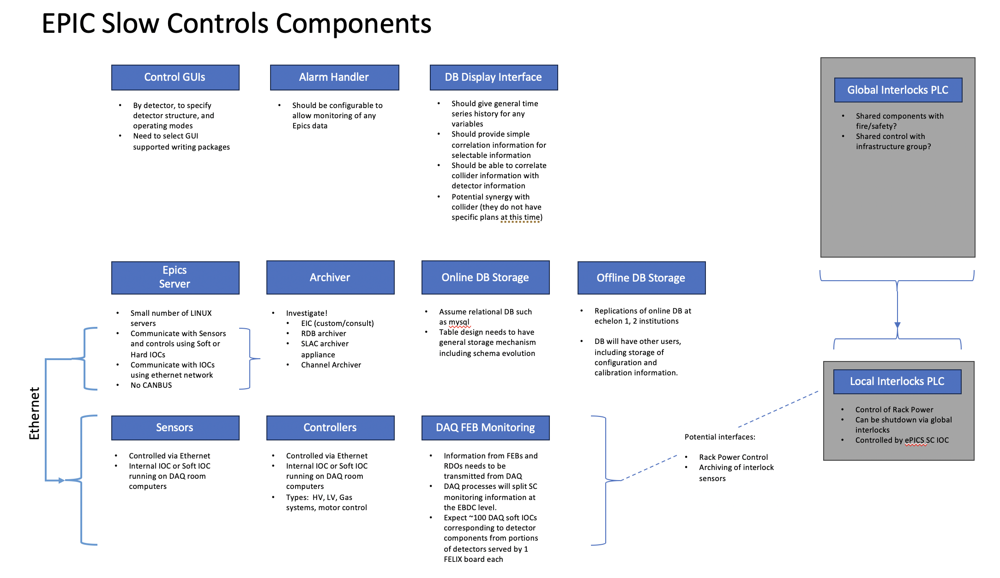 EPIC Slow Controls Components
Control GUIs
• By detector, to specify
detector structure, and
operating modes
• Need to select GUI
supported writing packages
Alarm Handler
• Should be configurable to
allow monitoring of any
Epics data
DB Display Interface
• Should give general time
series history for any
variables
• Should provide simple
correlation information for
selectable information
• Should be able to correlate
collider information with
detector information
• Potential synergy with
collider (they do not have
specific plans at this time)
Global Interlocks PLC
• Shared components with
fire/safety?
• Shared control with
infrastructure group?
Epics
Server
• Small number of LINUX
servers
• Communicate with Sensors
and controls using Soft or
Hard IOCs
• Communicate with IOCs
using ethernet network
• No CANBUS
Archiver
• Investigate!
• EIC (custom/consult)
• RDB archiver
• SLAC archiver
appliance
• Channel Archiver
Online DB Storage
• Assume relational DB such
as mysql
• Table design needs to have
general storage mechanism
including schema evolution
Offline DB Storage
• Replications of online DB at
echelon 1, 2 institutions
• DB will have other users,
including storage of
configuration and
calibration information.
Ethernet
Sensors
• Controlled via Ethernet
• Internal IOC or Soft IOC
running on DAQ room
computers
Controllers
• Controlled via Ethernet
• Internal IOC or Soft IOC
running on DAQ room
computers
• Types: HV, LV, Gas
systems, motor control
DAQ FEB Monitoring
• Information from FEBs and
RDOs needs to be
transmitted from DAQ
• DAQ processes will split SC
monitoring information at
the EBDC level.
• Expect ~100 DAQ soft IOCs
corresponding to detector
components from portions
of detectors served by 1
FELIX board each
Potential interfaces:
• Rack Power Control
• Archiving of interlock
sensors
Local Interlocks PLC
• Control of Rack Power
• Can be shutdown via global
interlocks
• Controlled by ePICS SC IOC